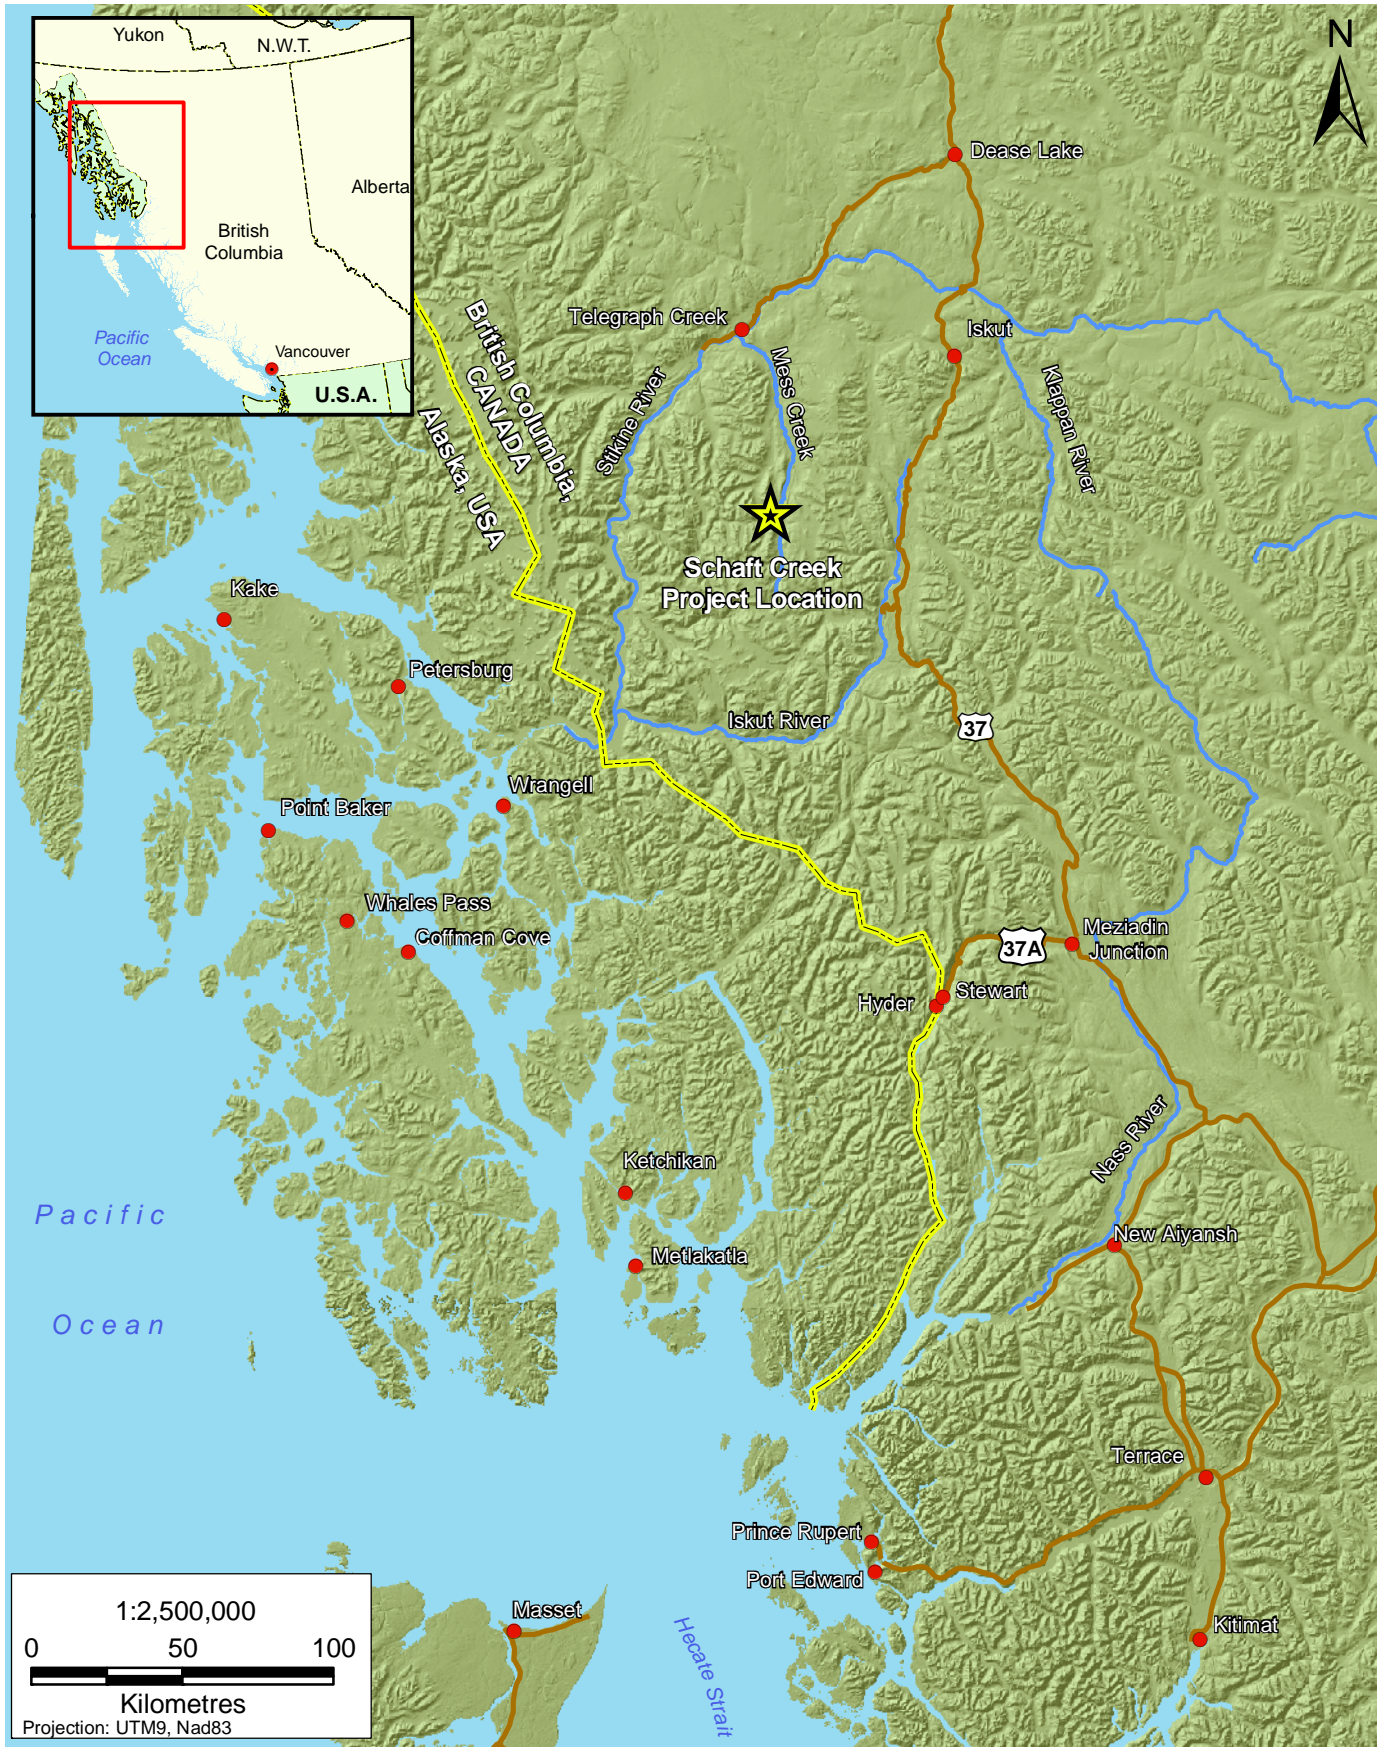 Yukon
N.W.T.
Alberta
British
Columbia
Pacific
Ocean
Vancouver
U.S.A.
N
Dease Lake
Telegraph Creek
Iskut
British Columbia,
CANADA
Alaska, USA
Stikine River
Mess Creek
Klappan River
Schaft Creek
Project Location
Kake
Petersburg
Iskut River
37
Wrangell
Point Baker
Whales Pass
Coffman Cove
Meziadin
Junction
37A
Stewart
Hyder
Nass River
Ketchikan
Pacific
Ocean
New Aiyansh
Metlakatla
Terrace
Prince Rupert
Port Edward
Masset
Hecate Strait
Kitimat
1:2,500,000
0 50 100
Kilometres
Projection: UTM9, Nad83